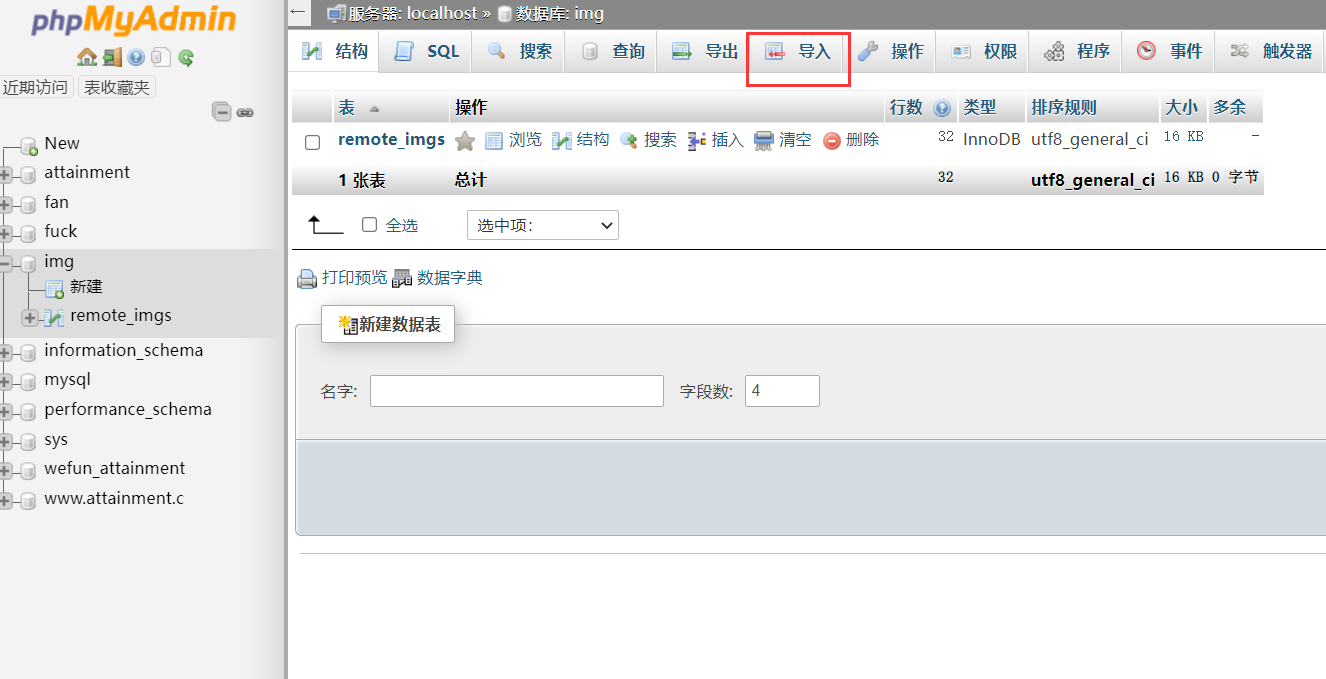 phpMyAdmin
近期访问 表收藏夹
New
attainment
fan
fuck
img
新建
remote_imgs
information_schema
mysql
performance_schema
sys
wefun_attainment
www.attainment.c
← 服务器: localhost » 数据库: img
结构 SQL 搜索 查询 导出 导入 操作 权限 程序 事件 触发器
表 操作 行数 类型 排序规则 大小 多余
remote_imgs 浏览 结构 搜索 插入 清空 删除 32 InnoDB utf8_general_ci 16 KB -
1 张表 总计 32 utf8_general_ci 16 KB 0 字节
全选 选中项:
打印预览 数据字典
新建数据表
名字: 字段数: 4